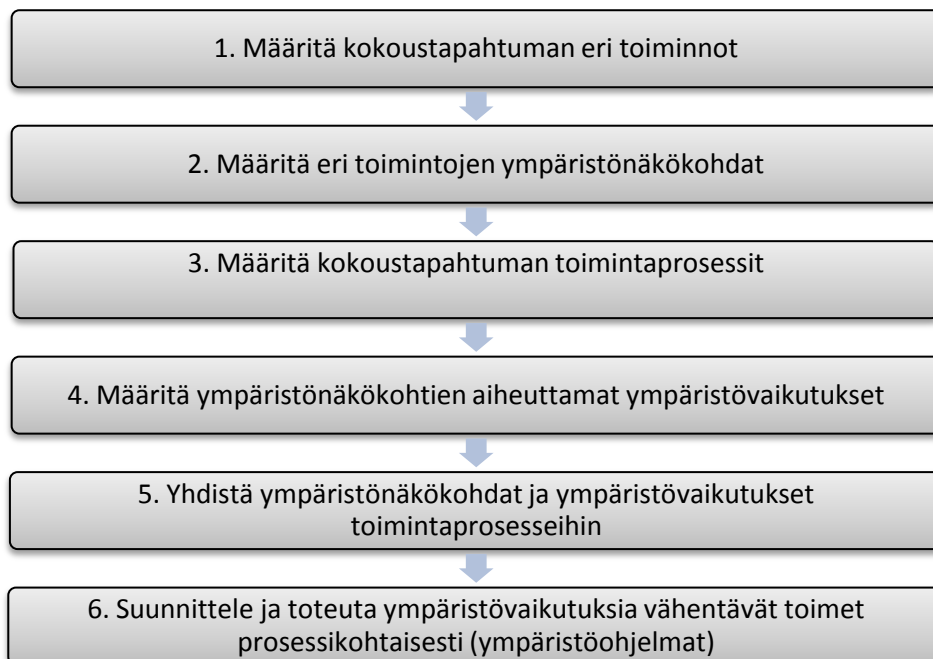 1. Määritä kokoustapahtuman eri toiminnot
2. Määritä eri toimintojen ympäristönäkökohdat
3. Määritä kokoustapahtuman toimintaprosessit
4. Määritä ympäristönäkökohtien aiheuttamat ympäristövaikutukset
5. Yhdistä ympäristönäkökohdat ja ympäristövaikutukset
toimintaprosesseihin
6. Suunnittele ja toteuta ympäristövaikutuksia vähentävät toimet
prosessikohtaisesti (ympäristöohjelmat)